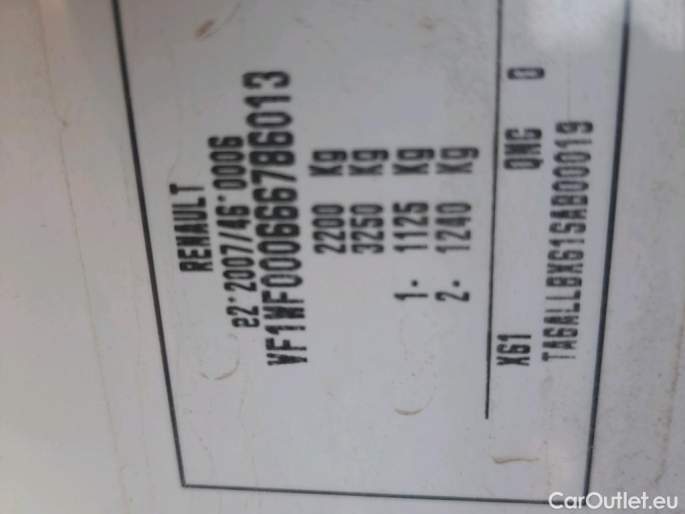 RENAULT
e2*2007/46*0006
VF1WF000666786013
2200 Kg
3250 Kg
1- 1125 Kg
2- 1240 Kg
X61 QNG 0
TA6ALLBX61SAB00019
CarOutlet.eu